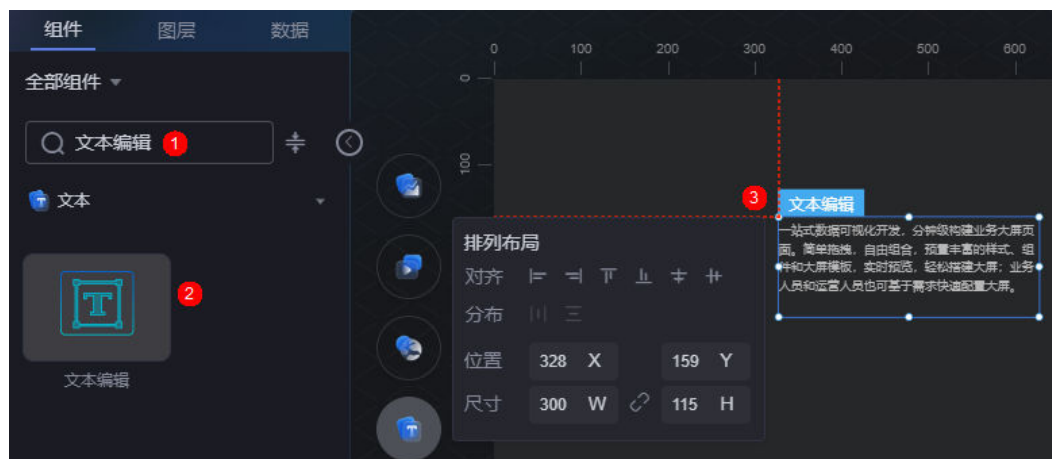 组件 图层 数据
0 100 200 300 400 500 600
全部组件
0
文本编辑 1
100
文本
3 文本编辑
一站式数据可视化开发，分钟级构建业务大屏页
面。简单拖拽，自由组合，预置丰富的样式、组
件和大屏模板，实时预览，轻松搭建大屏；业务
人员和运营人员也可基于需求快速配置大屏。
排列布局
对齐
2
分布
位置 328 X 159 Y
文本编辑
尺寸 300 W 115 H